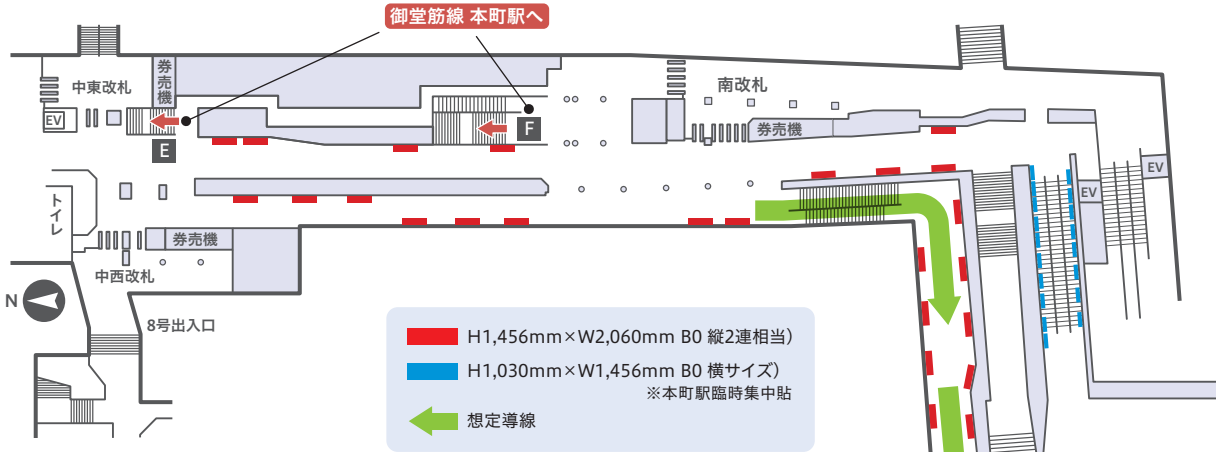 御堂筋線 本町駅へ
券売機
中東改札
南改札
EV
E
F
券売機
EV
EV
トイレ
券売機
中西改札
N
8号出入口
H1,456mm×W2,060mm B0 縦2連相当）
H1,030mm×W1,456mm B0 横サイズ）
※本町駅臨時集中貼
想定導線